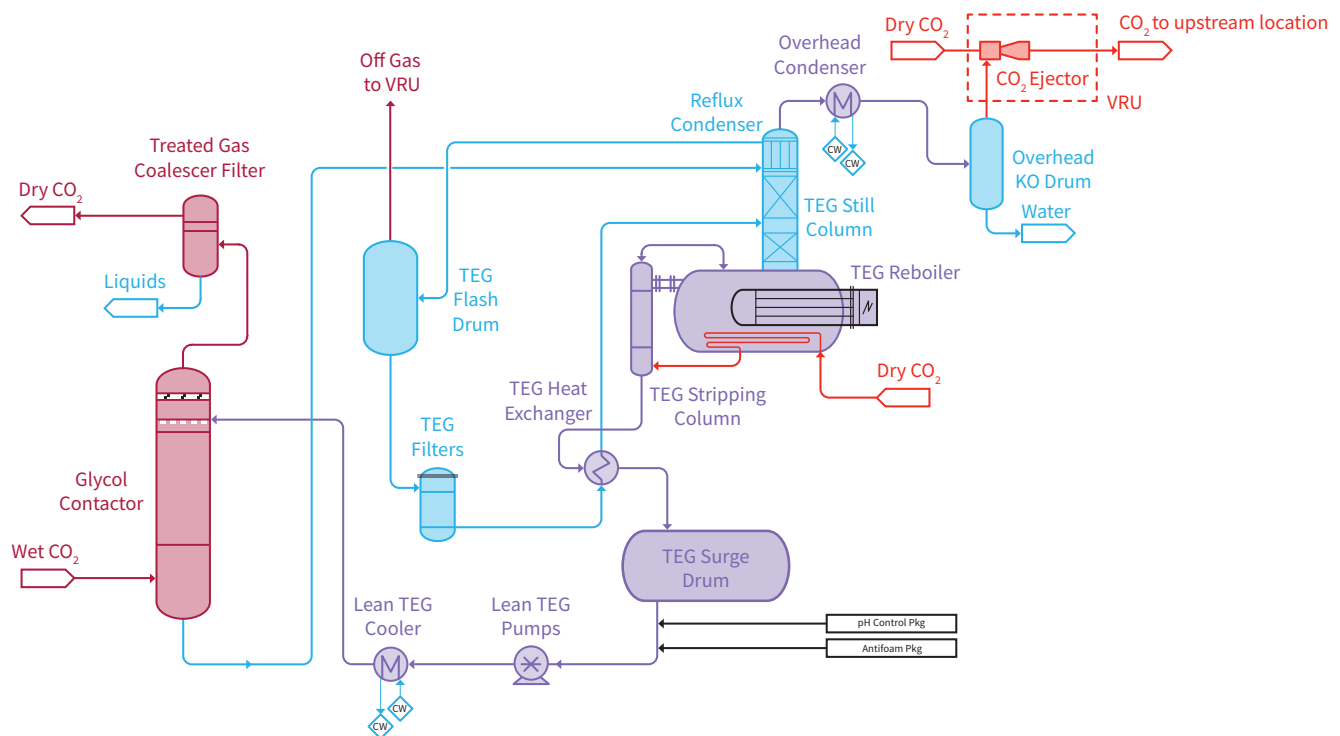 Dry CO2
CO2 to upstream location
CO2 Ejector
VRU
Overhead
Condenser
Off Gas
to VRU
Reflux
Condenser
CW
CW
Overhead
KO Drum
Water
Treated Gas
Coalescer Filter
Dry CO2
Liquids
TEG Still
Column
TEG
Flash
Drum
TEG Reboiler
Dry CO2
TEG Heat
Exchanger
TEG Stripping
Column
TEG
Filters
Glycol
Contactor
Wet CO2
TEG Surge
Drum
Lean TEG
Cooler
Lean TEG
Pumps
pH Control Pkg
Antifoam Pkg
CW
CW